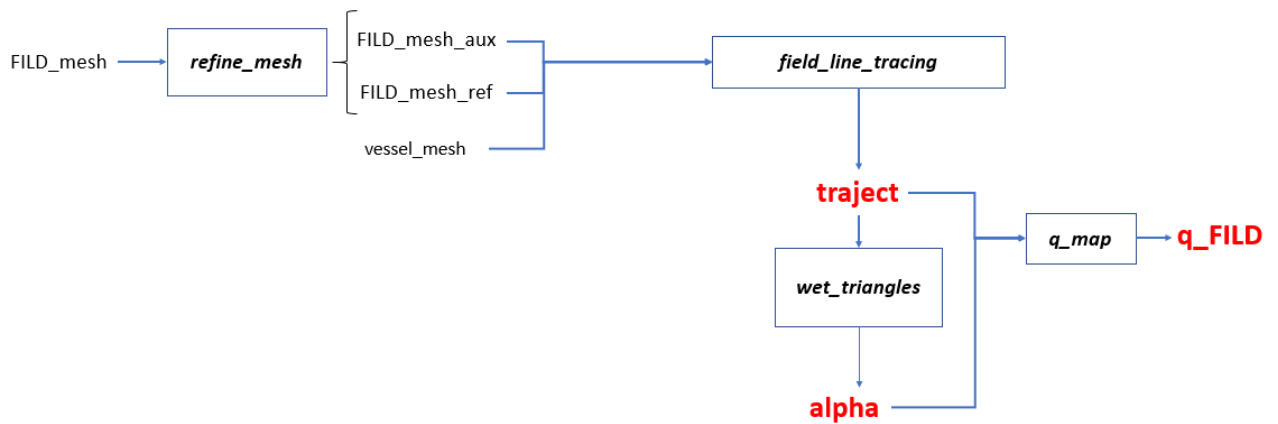 FILD_mesh
refine_mesh
FILD_mesh_aux
FILD_mesh_ref
vessel_mesh
field_line_tracing
traject
wet_triangles
alpha
q_map
q_FILD